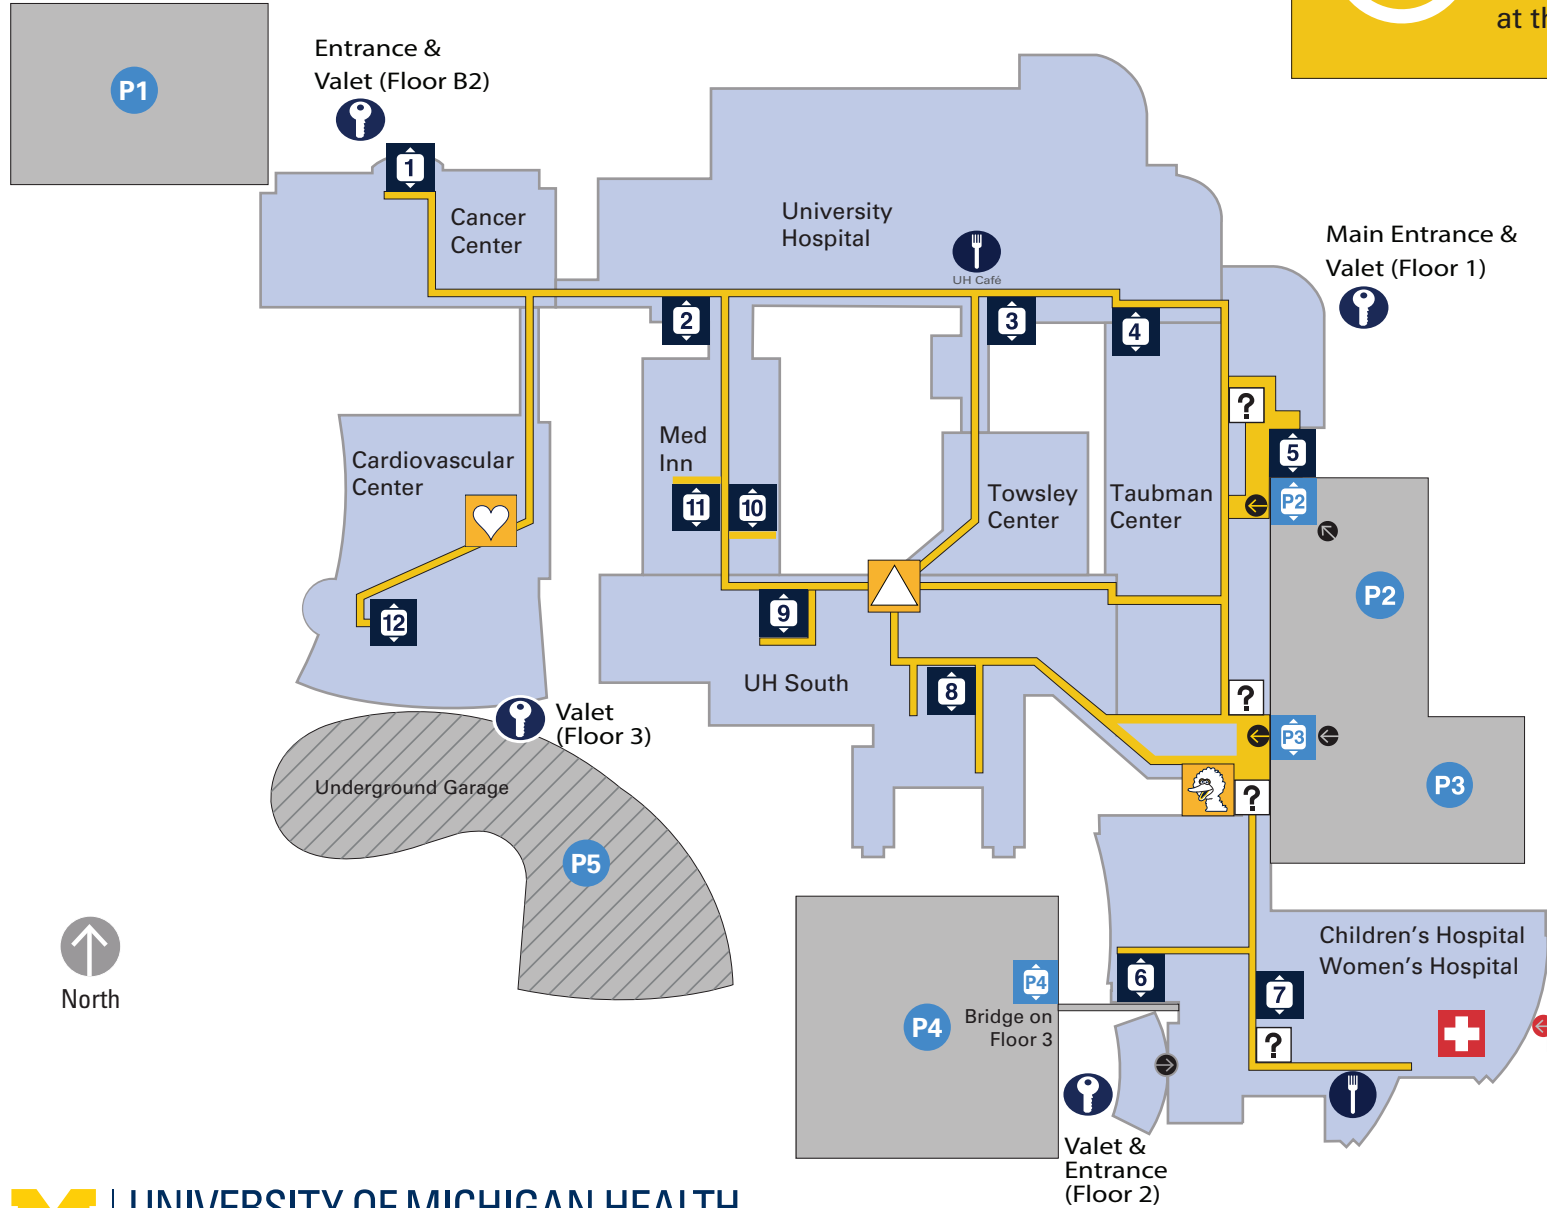 at th
P1
Entrance &
Valet (Floor B2)
1
Cancer
Center
University
Hospital
UH Café
Main Entrance &
Valet (Floor 1)
2
3
4
?
5
Med
Inn
Cardiovascular
Center
11
10
Towsley
Center
Taubman
Center
P2
P2
12
9
UH South
8
?
P3
P3
Valet
(Floor 3)
Underground Garage
?
P5
Children's Hospital
Women's Hospital
North
P4
6
7
P4
Bridge on
Floor 3
?
Valet &
Entrance
(Floor 2)
UNIVERSITY OF MICHIGAN HEALTH